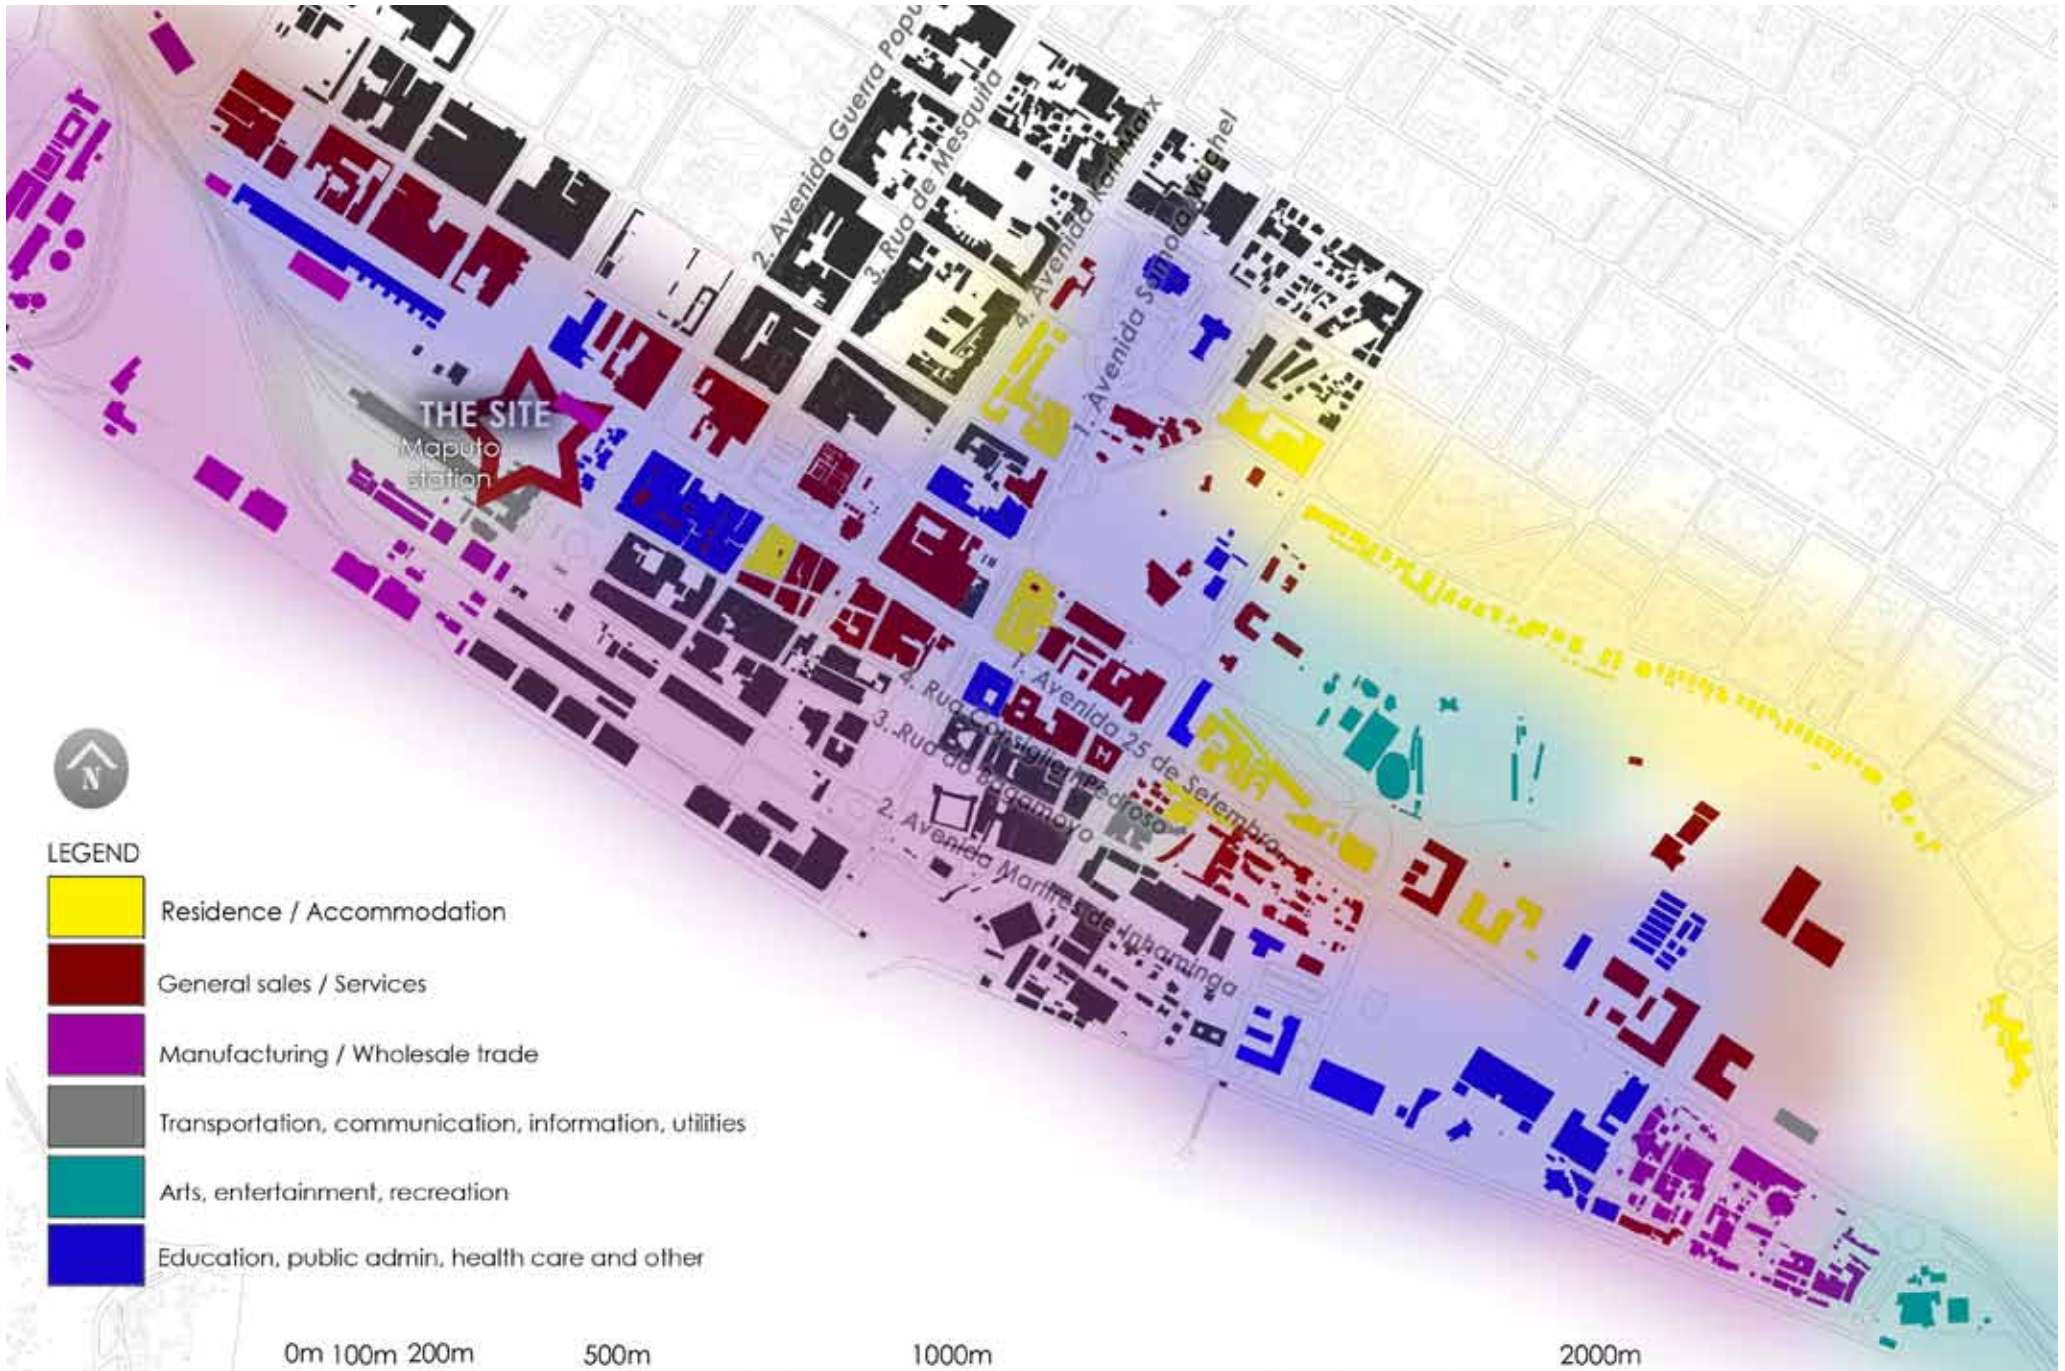 2. Avenida Guerra Popu
3. Rua de Mesquita
4. Avenida Karl Marx
1. Avenida Samora Machel
THE SITE
Maputo
station
1. Avenida 25 de Setembro
4. Rua Consiglieri Pedroso
3. Rua do Bagamoyo
2. Avenida Martires de Inhaminga
N
LEGEND
Residence / Accommodation
General sales / Services
Manufacturing / Wholesale trade
Transportation, communication, information, utilities
Arts, entertainment, recreation
Education, public admin, health care and other
0m 100m 200m 500m 1000m 2000m